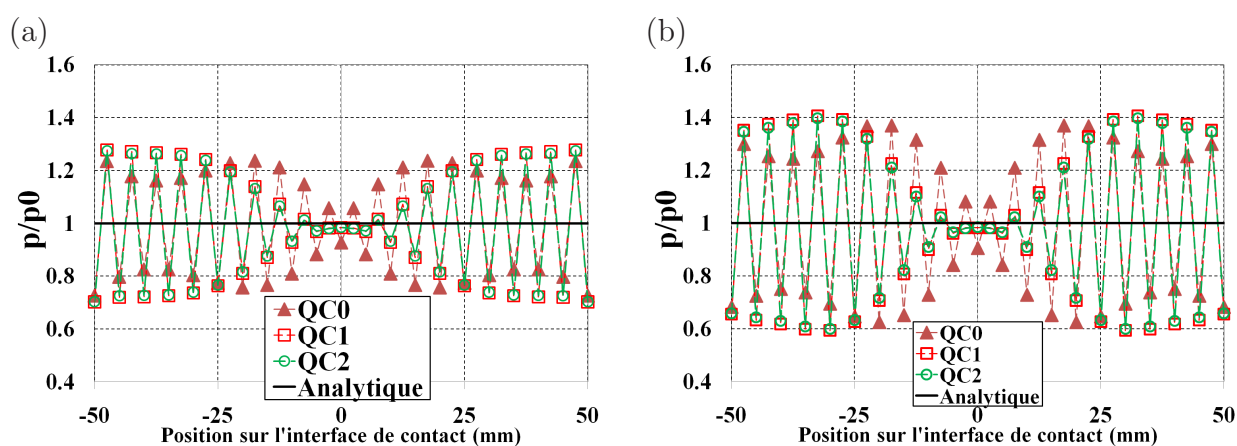 (a)
p/p0
1.6
1.4
1.2
1
0.8
0.6
0.4
QC0
QC1
QC2
Analytique
-50
-25
0
25
50
Position sur l'interface de contact (mm)
(b)
p/p0
1.6
1.4
1.2
1
0.8
0.6
0.4
QC0
QC1
QC2
Analytique
-50
-25
0
25
50
Position sur l'interface de contact (mm)